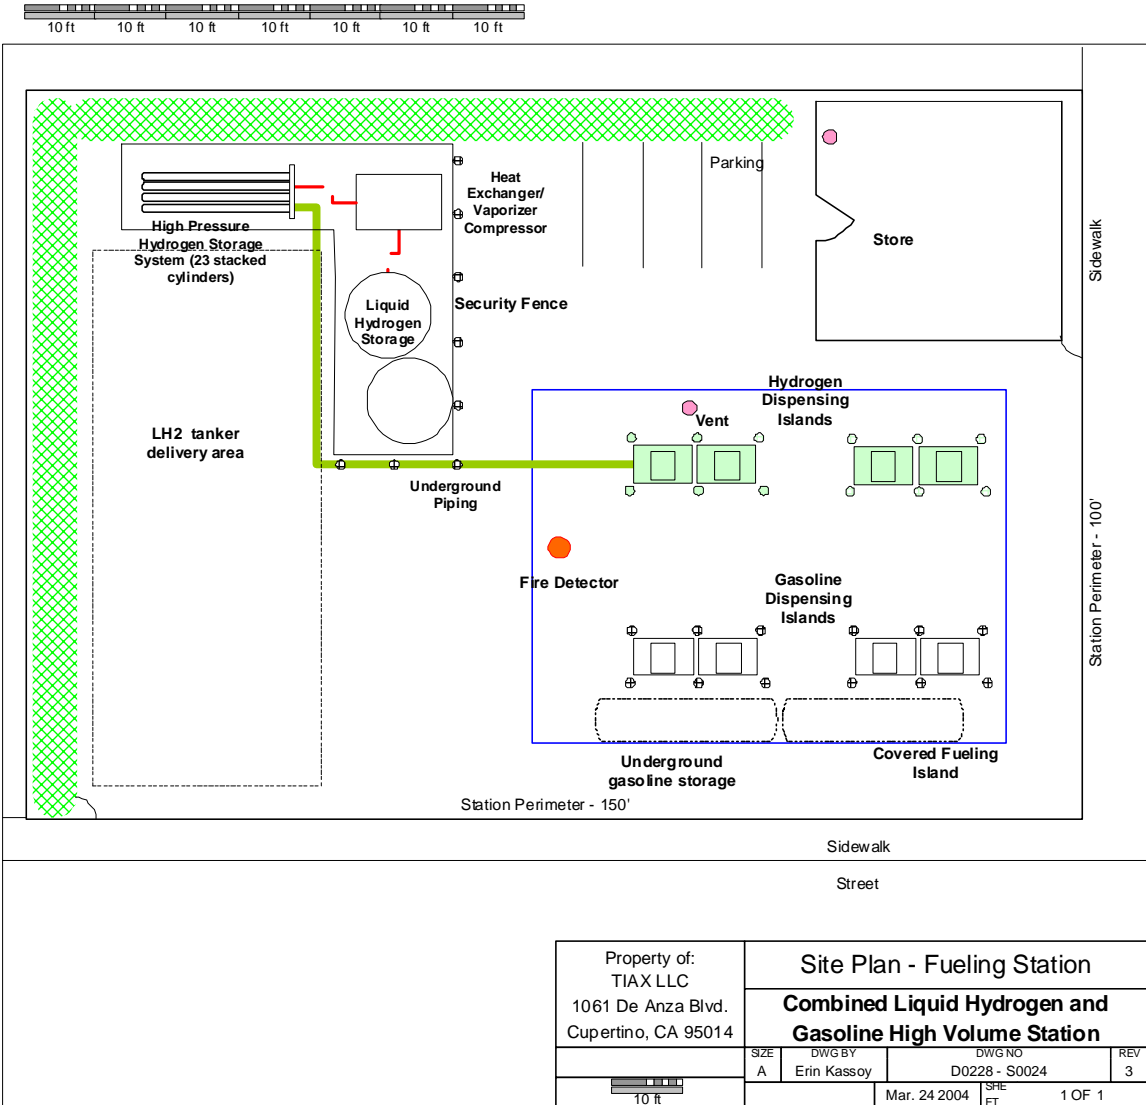 10 ft 10 ft 10 ft 10 ft 10 ft 10 ft 10 ft
Parking
Heat
Exchanger/
Vaporizer
Compressor
High Pressure
Hydrogen Storage
System (23 stacked
cylinders)
Store
Sidewalk
Liquid
Hydrogen
Storage
Security Fence
Hydrogen
Dispensing
Islands
Vent
LH2 tanker
delivery area
Underground
Piping
Station Perimeter - 100'
Fire Detector
Gasoline
Dispensing
Islands
Underground
gasoline storage
Covered Fueling
Island
Station Perimeter - 150'
Sidewalk
Street
Property of:
TIAX LLC
1061 De Anza Blvd.
Cupertino, CA 95014
Site Plan - Fueling Station
Combined Liquid Hydrogen and
Gasoline High Volume Station
SIZE DWG BY DWG NO REV
A Erin Kassoy D0228 - S0024 3
10 ft
Mar. 24 2004
SHE
ET
1 OF 1